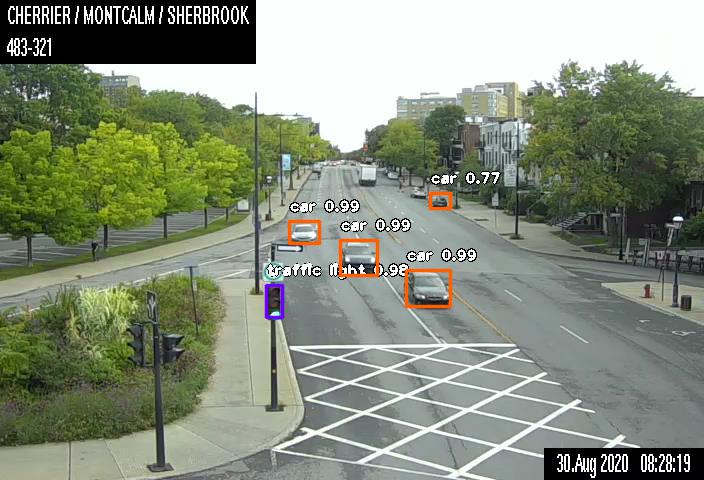 CHERRIER / MONTCALM / SHERBROOK
483-321
car 0.77
car 0.99
car 0.99
car 0.99
traffic light 0.98
30.Aug 2020 08:28:19